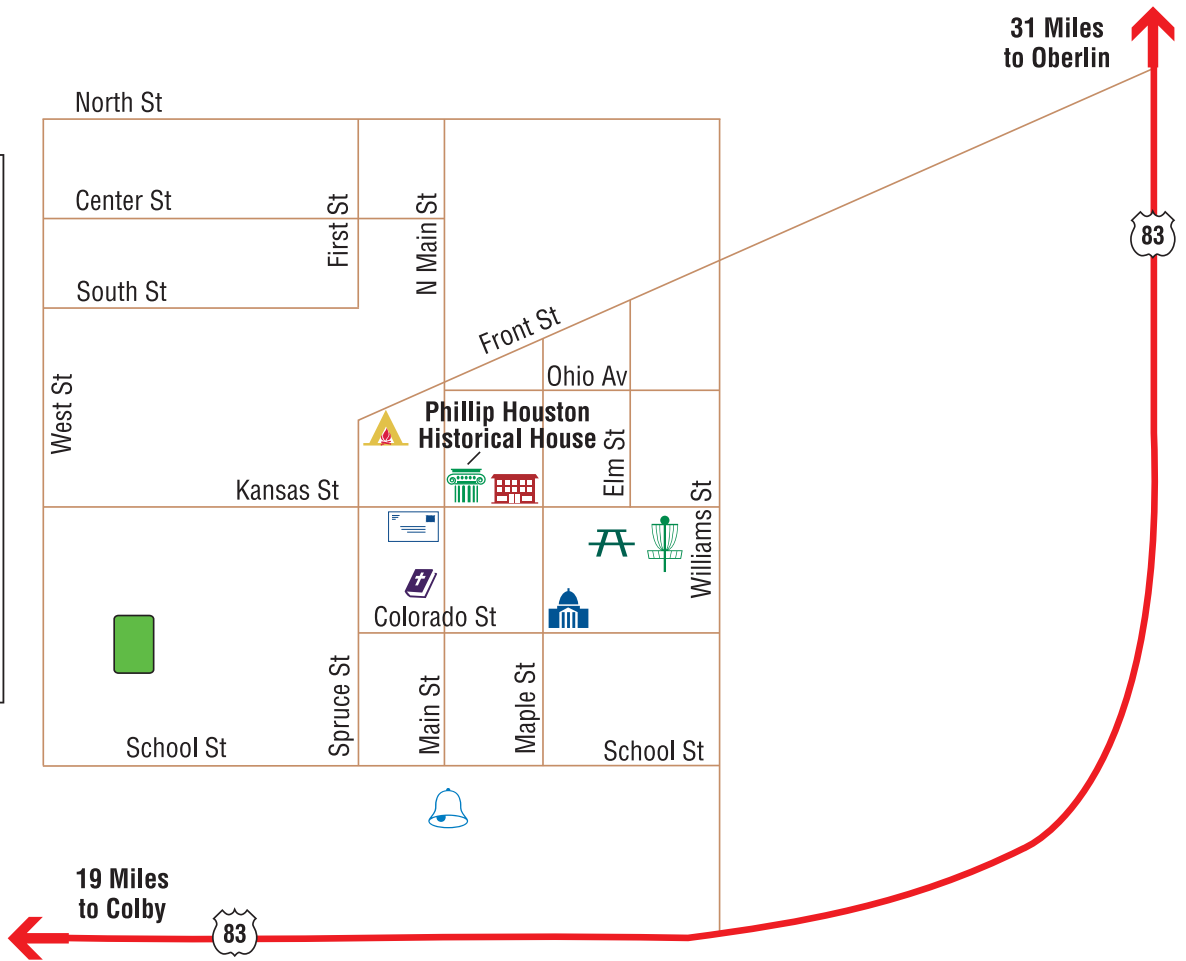 31 Miles
to Oberlin
North St
Center St
First St
N Main St
83
South St
Front St
West St
Ohio Av
Phillip Houston
Historical House
Elm St
Kansas St
Williams St
Colorado St
Spruce St
Main St
Maple St
School St
School St
19 Miles
to Colby
83